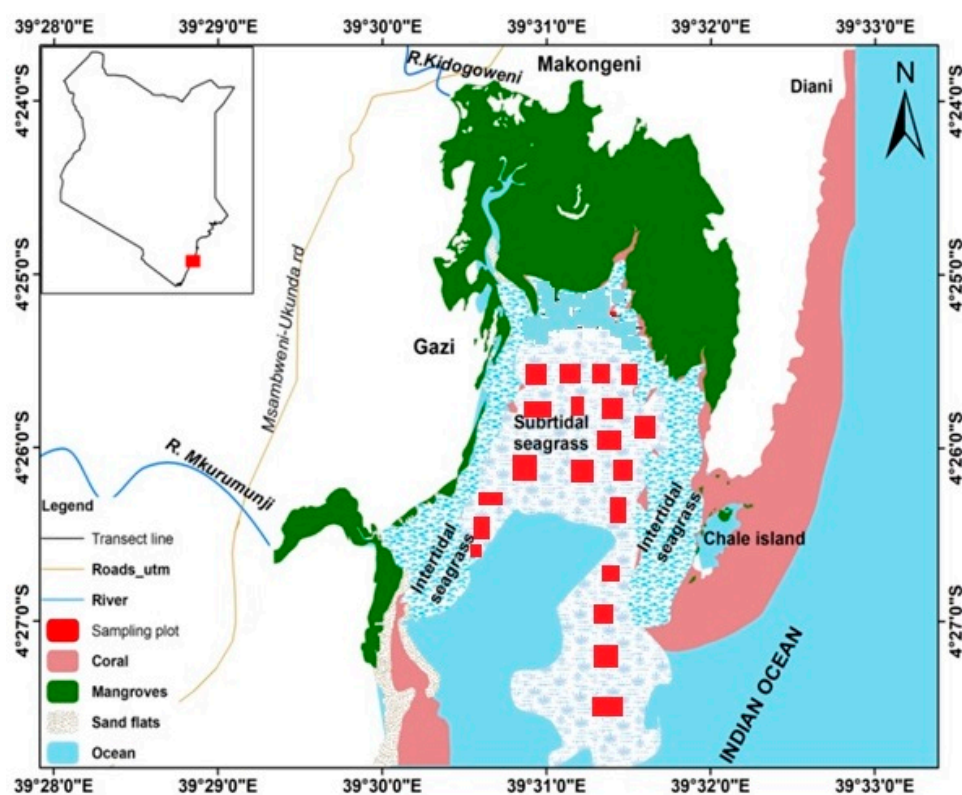 39°28'0"E 39°29'0"E 39°30'0"E 39°31'0"E 39°32'0"E 39°33'0"E
R.Kidogoweni
Makongeni
Diani
N
4°24'0"S
4°24'0"S
Msambweni-Ukunda rd
4°25'0"S
4°25'0"S
Gazi
Subrtidal
seagrass
4°26'0"S
4°26'0"S
R. Mkurumunji
Intertidal
seagrass
Intertidal
seagrass
Chale island
4°27'0"S
4°27'0"S
INDIAN OCEAN
Legend
Transect line
Roads_utm
River
Sampling plot
Coral
Mangroves
Sand flats
Ocean
39°28'0"E 39°29'0"E 39°30'0"E 39°31'0"E 39°32'0"E 39°33'0"E